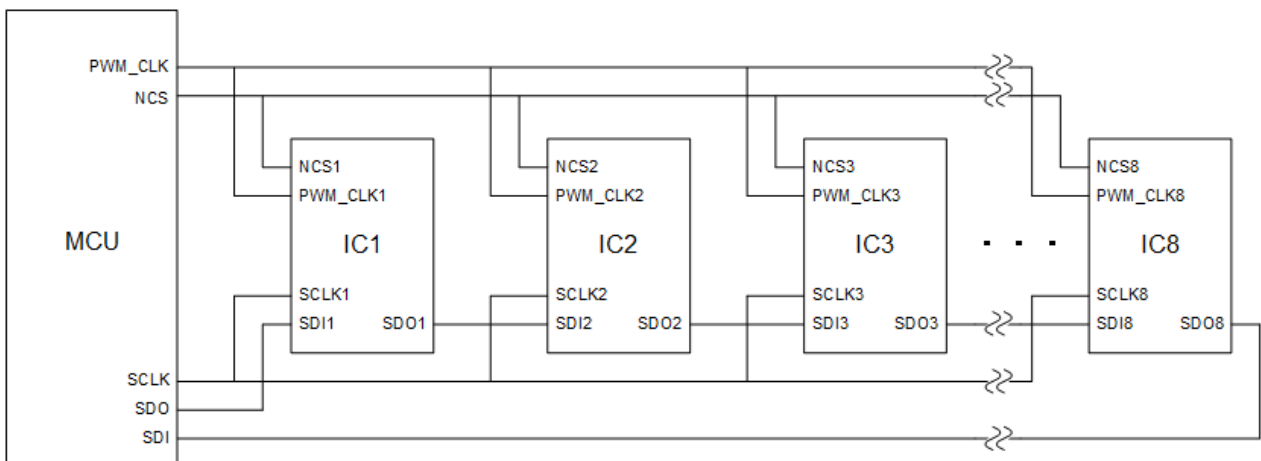 PWM_CLK
NCS
NCS1
NCS2
NCS3
NCS8
PWM_CLK1
PWM_CLK2
PWM_CLK3
PWM_CLK8
MCU
IC1
IC2
IC3
. . .
IC8
SCLK1
SCLK2
SCLK3
SCLK8
SDI1 SDO1
SDI2 SDO2
SDI3 SDO3
SDI8 SDO8
SCLK
SDO
SDI